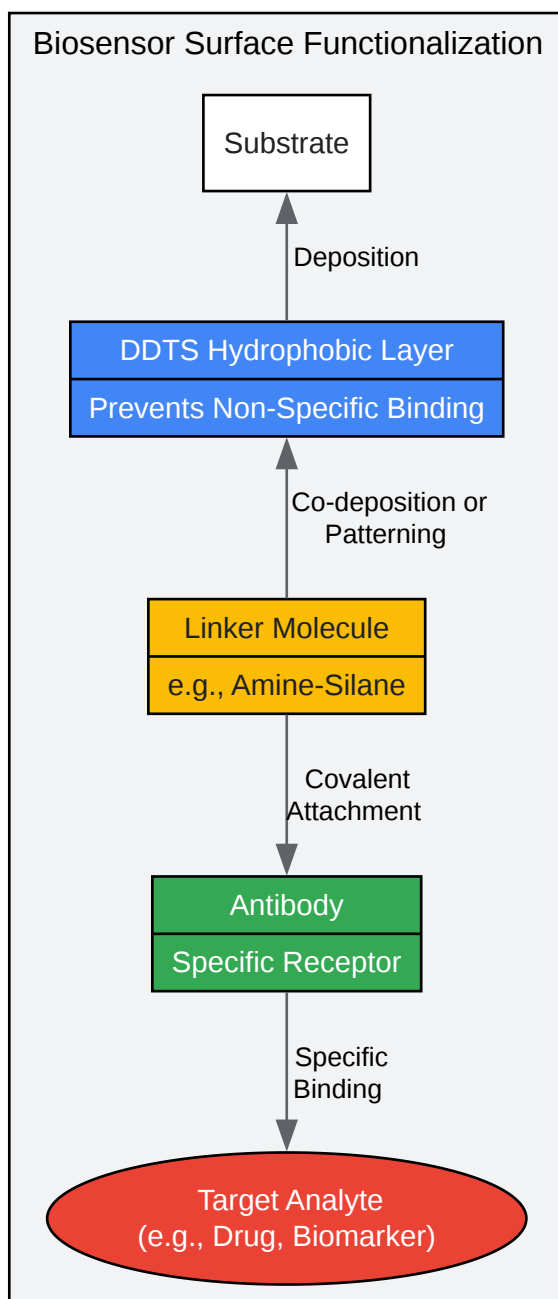 Biosensor Surface Functionalization
Substrate
Deposition
DDTS Hydrophobic Layer
Prevents Non-Specific Binding
Co-deposition or
Patterning
Linker Molecule
e.g., Amine-Silane
Covalent
Attachment
Antibody
Specific Receptor
Specific
Binding
Target Analyte
(e.g., Drug, Biomarker)